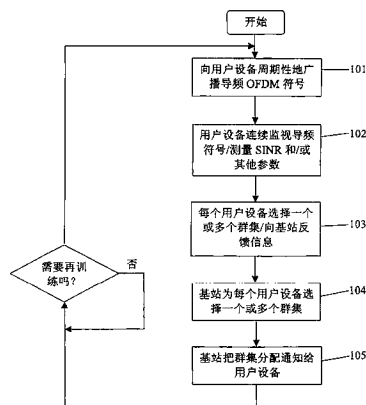 开始
向用户设备周期性地广
播导频 OFDM 符号
101
用户设备连续监视导频
符号/测量 SINR 和/或
其他参数
102
每个用户设备选择一个
或多个群集/向基站反
馈信息
103
基站为每个用户设备选
择一个或多个群集
104
基站把群集分配通知给
用户设备
105
需要再训
练吗？
否